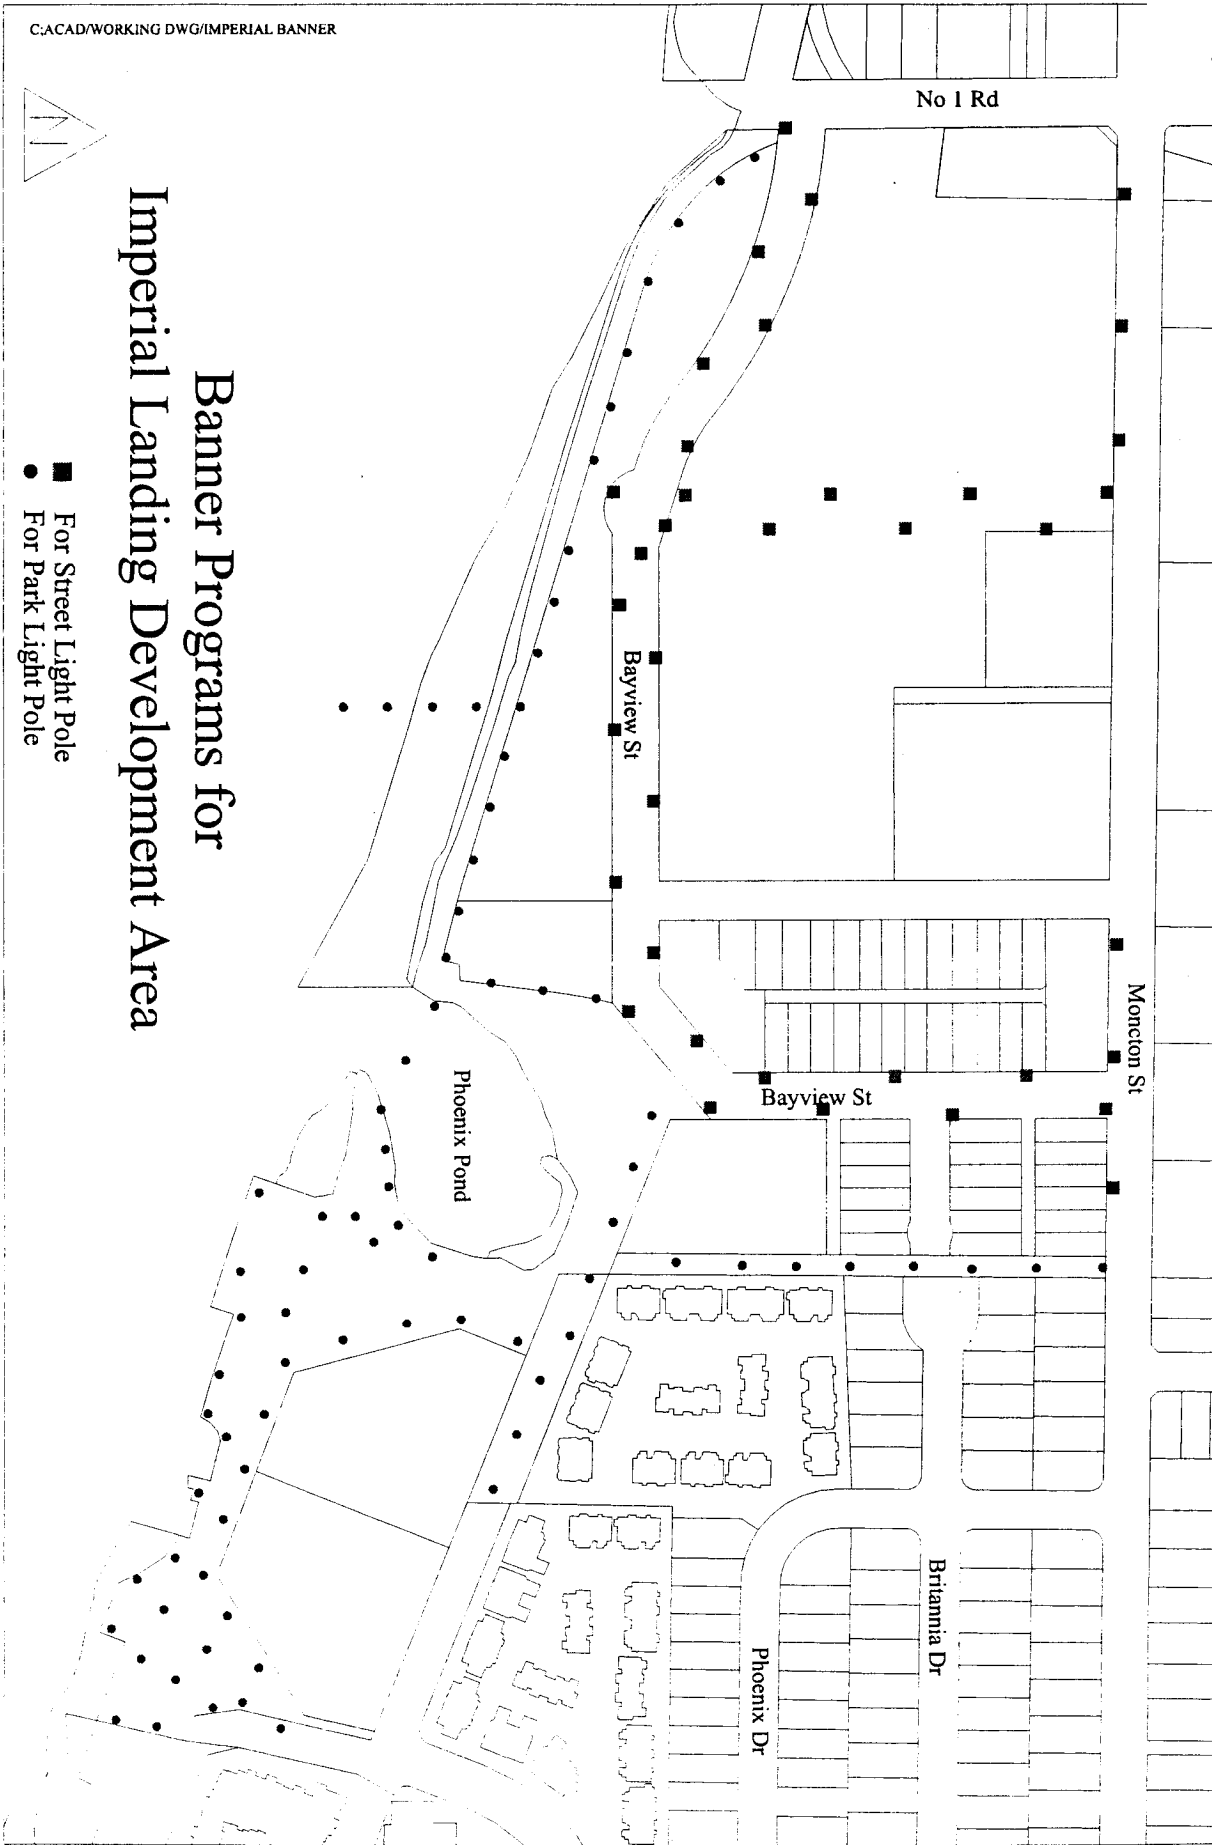 C;ACAD/WORKING DWG/IMPERIAL BANNER
No 1 Rd
Banner Programs for
Imperial Landing Development Area
For Street Light Pole
For Park Light Pole
Bayview St
Moncton St
Bayview St
Phoenix Pond
Britannia Dr
Phoenix Dr